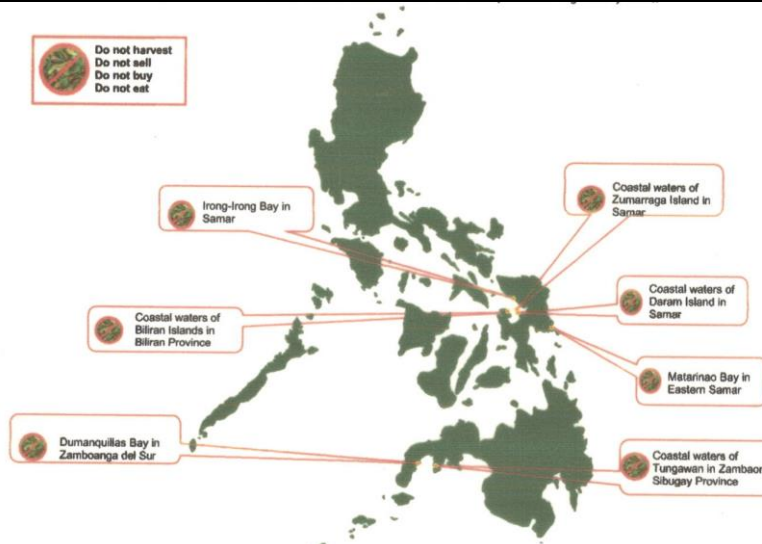 Do not harvest
Do not sell
Do not buy
Do not eat
Irong-Irong Bay in
Samar
Coastal waters of
Zumarraga Island in
Samar
Coastal waters of
Biliran Islands in
Biliran Province
Coastal waters of
Daram Island in
Samar
Matarinao Bay in
Eastern Samar
Dumanquillas Bay in
Zamboanga del Sur
Coastal waters of
Tungawan in Zambaon
Sibugay Province